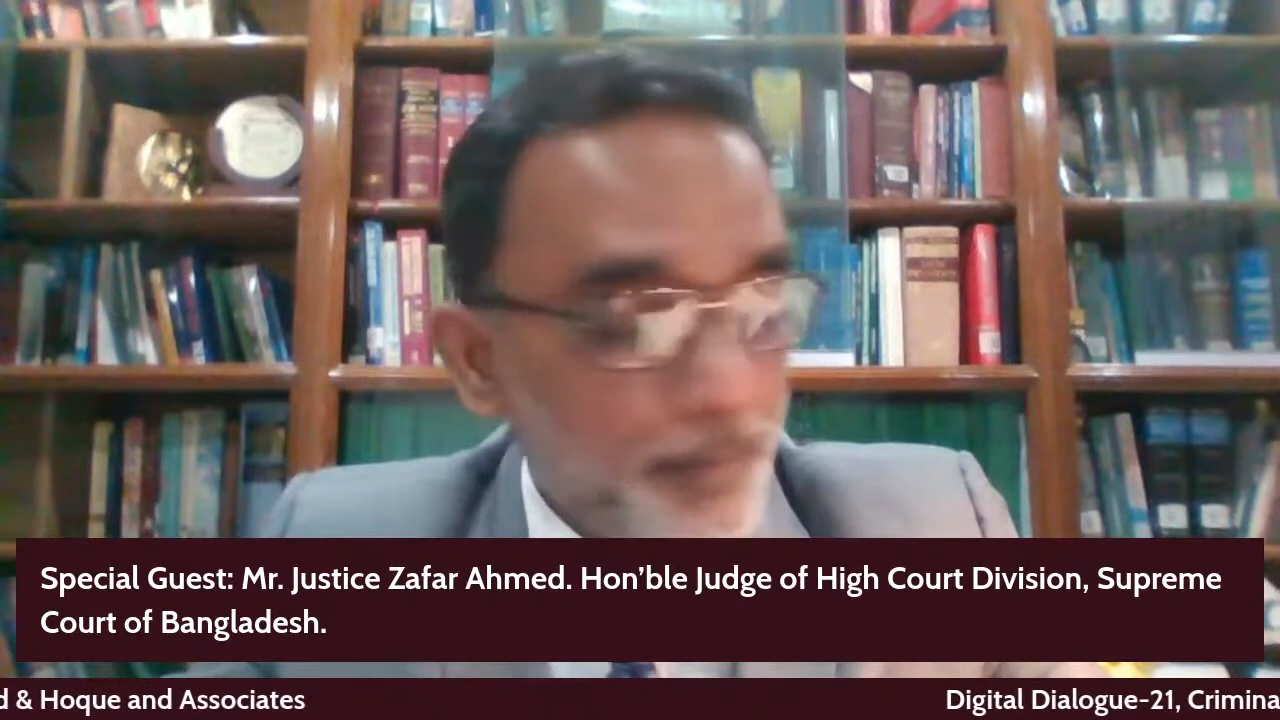 Special Guest: Mr. Justice Zafar Ahmed. Hon’ble Judge of High Court Division, Supreme
Court of Bangladesh.
d & Hoque and Associates
Digital Dialogue-21, Crimina